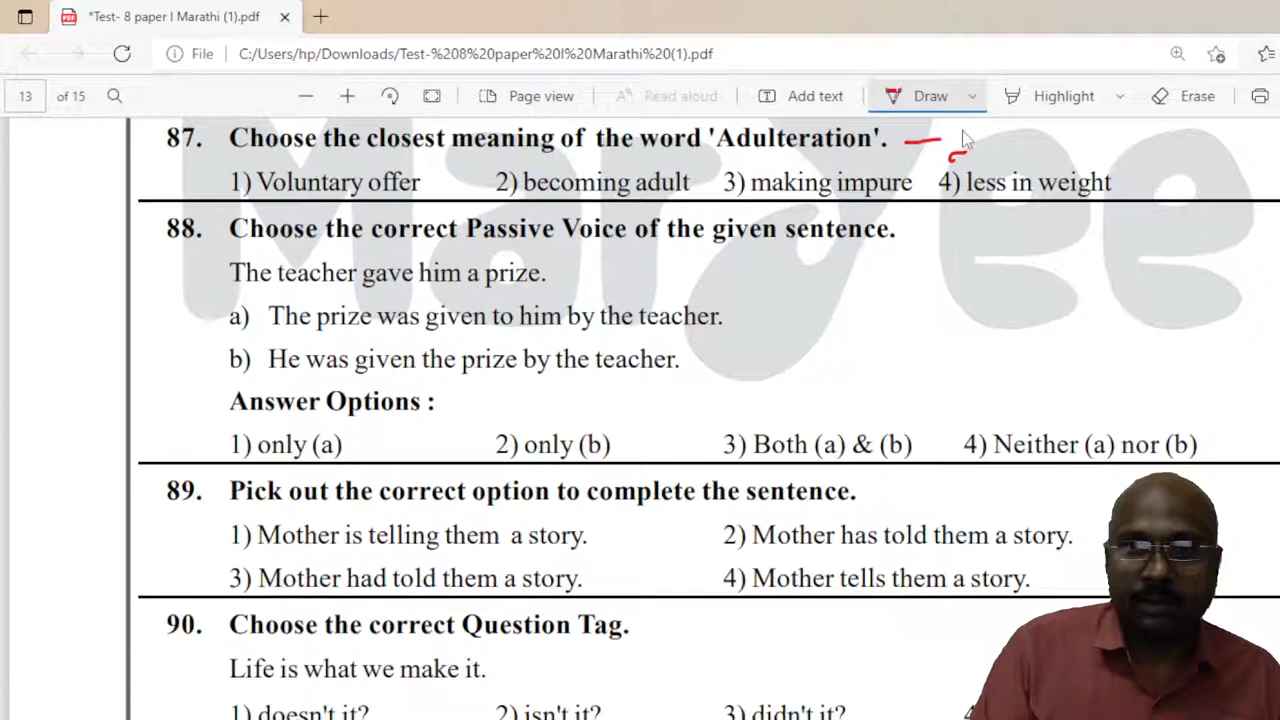 *Test- 8 paper I Marathi (1).pdf
File C:/Users/hp/Downloads/Test-%208%20paper%20I%20Marathi%20(1).pdf
13 of 15 Page view Read aloud Add text Draw Highlight Erase
87. Choose the closest meaning of the word 'Adulteration'.
1) Voluntary offer 2) becoming adult 3) making impure 4) less in weight
88. Choose the correct Passive Voice of the given sentence.
The teacher gave him a prize.
a) The prize was given to him by the teacher.
b) He was given the prize by the teacher.
Answer Options :
1) only (a) 2) only (b) 3) Both (a) & (b) 4) Neither (a) nor (b)
89. Pick out the correct option to complete the sentence.
1) Mother is telling them a story. 2) Mother has told them a story.
3) Mother had told them a story. 4) Mother tells them a story.
90. Choose the correct Question Tag.
Life is what we make it.
1) doesn't it? 2) isn't it? 3) didn't it?